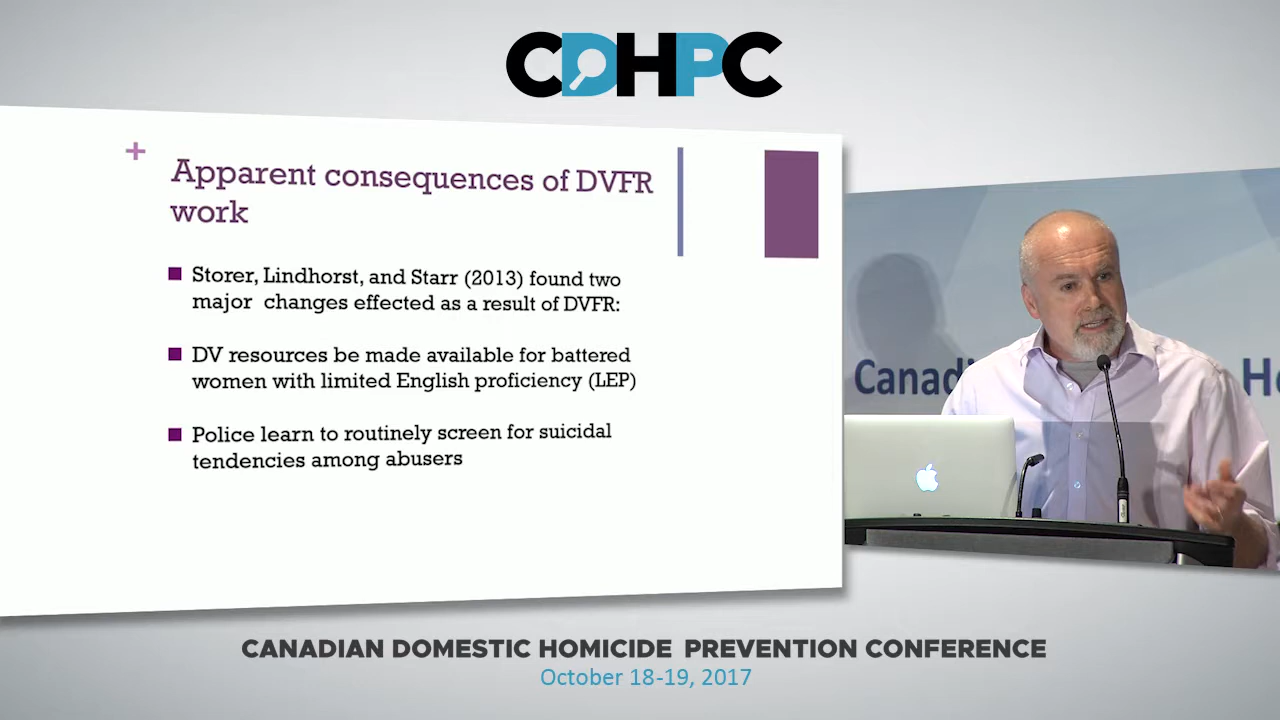 CDHPC
+
Apparent consequences of DVFR
work
Storer, Lindhorst, and Starr (2013) found two
major changes effected as a result of DVFR:
DV resources be made available for battered
women with limited English proficiency (LEP)
Police learn to routinely screen for suicidal
tendencies among abusers
Canad
H
CANADIAN DOMESTIC HOMICIDE PREVENTION CONFERENCE
October 18-19, 2017